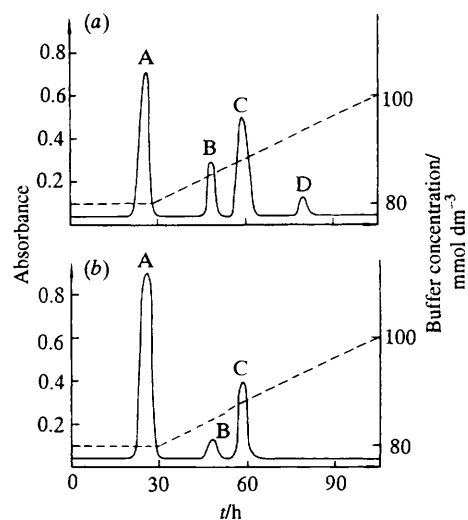 (a)
A
B
C
D
0.8
0.6
0.4
0.2
100
80
(b)
A
B
C
0.8
0.6
0.4
0.2
100
80
0
30
60
90
t/h
Absorbance
Buffer concentration/
mmol dm⁻³